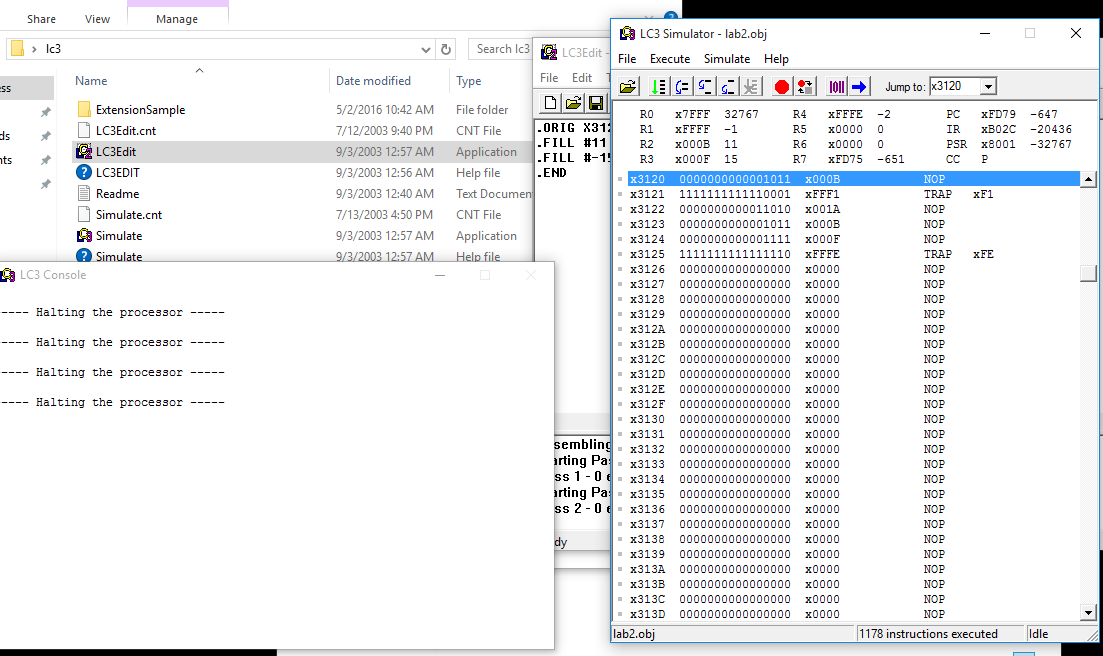 Share View Manage
lc3
Search lc3
ess
ds
nts
Name Date modified Type
ExtensionSample 5/2/2016 10:42 AM File folder
LC3Edit.cnt 7/12/2003 9:40 PM CNT File
LC3Edit 9/3/2003 12:57 AM Application
LC3EDIT 9/3/2003 12:56 AM Help file
Readme 9/3/2003 12:40 AM Text Documen
Simulate.cnt 7/13/2003 4:50 PM CNT File
Simulate 9/3/2003 12:57 AM Application
Simulate 9/3/2003 12:57 AM Help file
LC3Edit -
File Edit
.ORIG X312
.FILL #11
.FILL #-15
.END
sembling
arting Pas
ss 1 - 0 e
arting Pas
ss 2 - 0 e
dy
LC3 Console
---- Halting the processor -----
---- Halting the processor -----
---- Halting the processor -----
---- Halting the processor -----
LC3 Simulator - lab2.obj
File Execute Simulate Help
Jump to: x3120
R0 x7FFF 32767 R4 xFFFE -2 PC xFD79 -647
R1 xFFFF -1 R5 x0000 0 IR xB02C -20436
R2 x000B 11 R6 x0000 0 PSR x8001 -32767
R3 x000F 15 R7 xFD75 -651 CC P
x3120 0000000000001011 x000B NOP
x3121 1111111111110001 xFFF1 TRAP xF1
x3122 0000000000011010 x001A NOP
x3123 0000000000001011 x000B NOP
x3124 0000000000001111 x000F NOP
x3125 1111111111111110 xFFFE TRAP xFE
x3126 0000000000000000 x0000 NOP
x3127 0000000000000000 x0000 NOP
x3128 0000000000000000 x0000 NOP
x3129 0000000000000000 x0000 NOP
x312A 0000000000000000 x0000 NOP
x312B 0000000000000000 x0000 NOP
x312C 0000000000000000 x0000 NOP
x312D 0000000000000000 x0000 NOP
x312E 0000000000000000 x0000 NOP
x312F 0000000000000000 x0000 NOP
x3130 0000000000000000 x0000 NOP
x3131 0000000000000000 x0000 NOP
x3132 0000000000000000 x0000 NOP
x3133 0000000000000000 x0000 NOP
x3134 0000000000000000 x0000 NOP
x3135 0000000000000000 x0000 NOP
x3136 0000000000000000 x0000 NOP
x3137 0000000000000000 x0000 NOP
x3138 0000000000000000 x0000 NOP
x3139 0000000000000000 x0000 NOP
x313A 0000000000000000 x0000 NOP
x313B 0000000000000000 x0000 NOP
x313C 0000000000000000 x0000 NOP
x313D 0000000000000000 x0000 NOP
lab2.obj 1178 instructions executed Idle